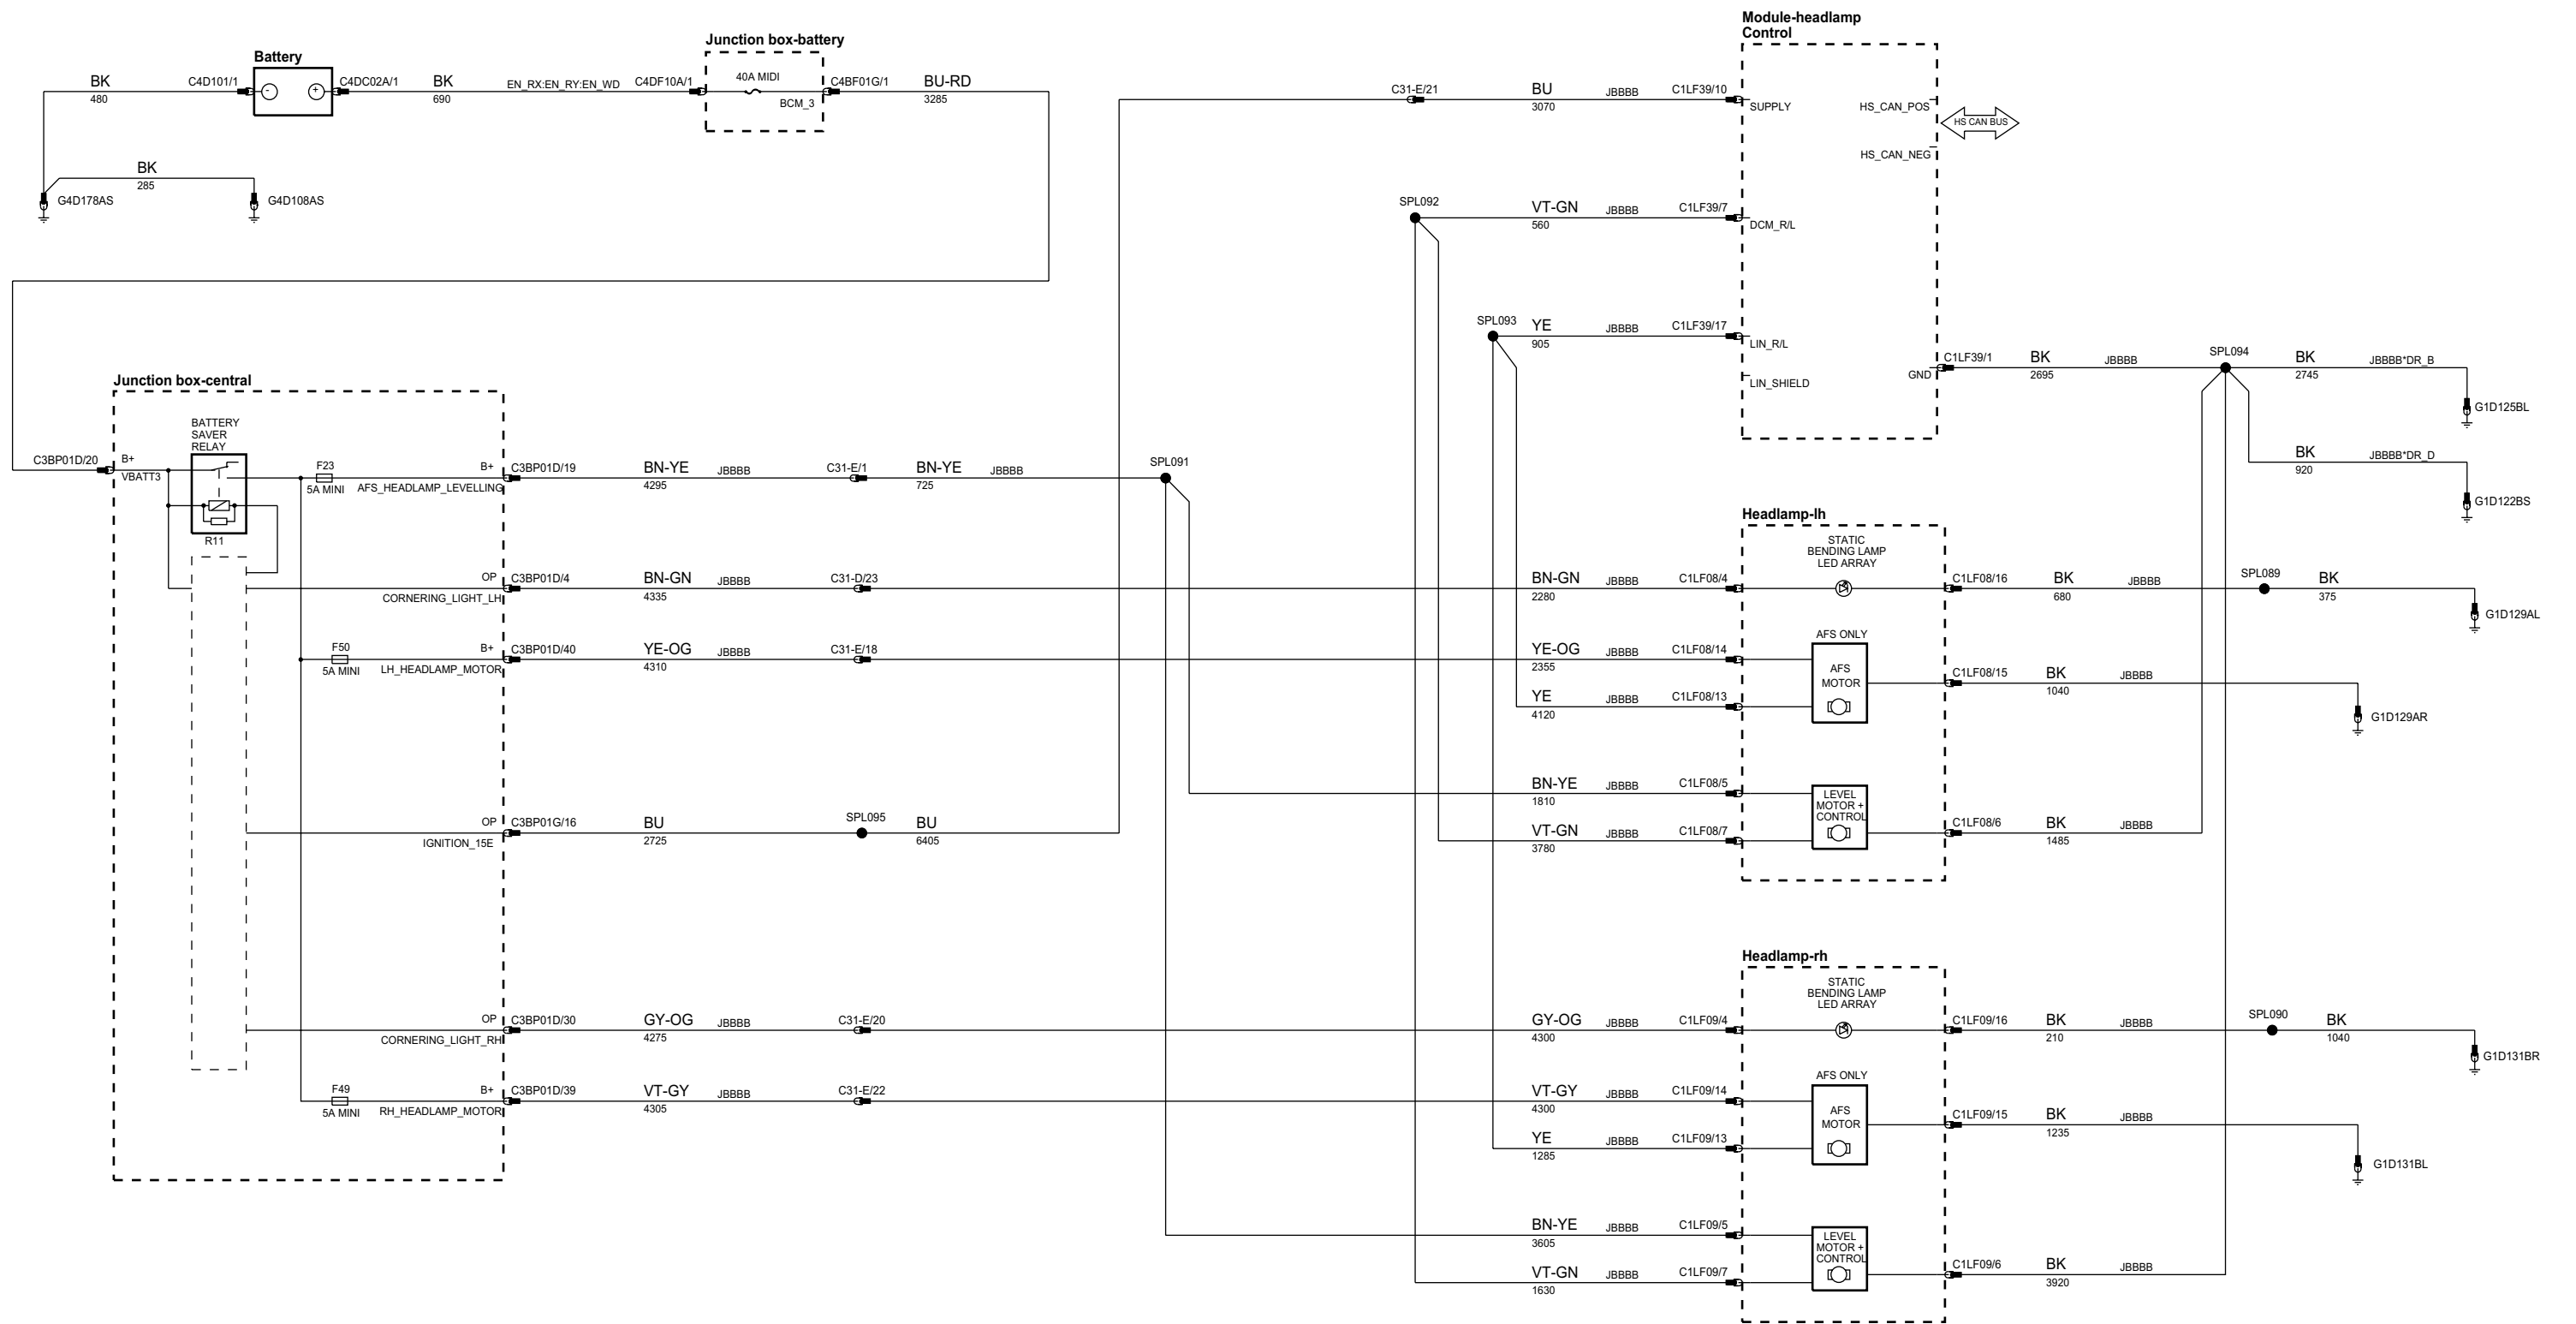 Module-headlamp
Control
Junction box-battery
Battery
BK
480
C4D101/1
-
+
C4DC02A/1
BK
690
EN_RX:EN_RY:EN_WD
C4DF10A/1
40A MIDI
BCM_3
C4BF01G/1
BU-RD
3285
BK
285
G4D178AS
G4D108AS
C31-E/21
BU
3070
JBBBB
C1LF39/10
SUPPLY
HS_CAN_POS
HS CAN BUS
HS_CAN_NEG
SPL092
VT-GN
560
JBBBB
C1LF39/7
DCM_R/L
SPL093
YE
905
JBBBB
C1LF39/17
LIN_R/L
LIN_SHIELD
GND
C1LF39/1
BK
2695
JBBBB
SPL094
BK
2745
JBBBB*DR_B
G1D125BL
BK
920
JBBBB*DR_D
G1D122BS
Junction box-central
BATTERY
SAVER
RELAY
C3BP01D/20
B+
VBATT3
R11
F23
5A MINI
B+
AFS_HEADLAMP_LEVELLING
C3BP01D/19
BN-YE
4295
JBBBB
C31-E/1
BN-YE
725
JBBBB
SPL091
OP
CORNERING_LIGHT_LH
C3BP01D/4
BN-GN
4335
JBBBB
C31-D/23
F50
5A MINI
B+
LH_HEADLAMP_MOTOR
C3BP01D/40
YE-OG
4310
JBBBB
C31-E/18
OP
IGNITION_15E
C3BP01G/16
BU
2725
SPL095
BU
6405
OP
CORNERING_LIGHT_RH
C3BP01D/30
GY-OG
4275
JBBBB
C31-E/20
F49
5A MINI
B+
RH_HEADLAMP_MOTOR
C3BP01D/39
VT-GY
4305
JBBBB
C31-E/22
Headlamp-lh
STATIC
BENDING LAMP
LED ARRAY
BN-GN
2280
JBBBB
C1LF08/4
C1LF08/16
BK
680
JBBBB
SPL089
BK
375
G1D129AL
AFS ONLY
YE-OG
2355
JBBBB
C1LF08/14
AFS
MOTOR
C1LF08/15
BK
1040
JBBBB
G1D129AR
YE
4120
JBBBB
C1LF08/13
BN-YE
1810
JBBBB
C1LF08/5
LEVEL
MOTOR +
CONTROL
VT-GN
3780
JBBBB
C1LF08/7
C1LF08/6
BK
1485
JBBBB
Headlamp-rh
STATIC
BENDING LAMP
LED ARRAY
GY-OG
4300
JBBBB
C1LF09/4
C1LF09/16
BK
210
JBBBB
SPL090
BK
1040
G1D131BR
AFS ONLY
VT-GY
4300
JBBBB
C1LF09/14
AFS
MOTOR
C1LF09/15
BK
1235
JBBBB
G1D131BL
YE
1285
JBBBB
C1LF09/13
BN-YE
3605
JBBBB
C1LF09/5
LEVEL
MOTOR +
CONTROL
VT-GN
1630
JBBBB
C1LF09/7
C1LF09/6
BK
3920
JBBBB